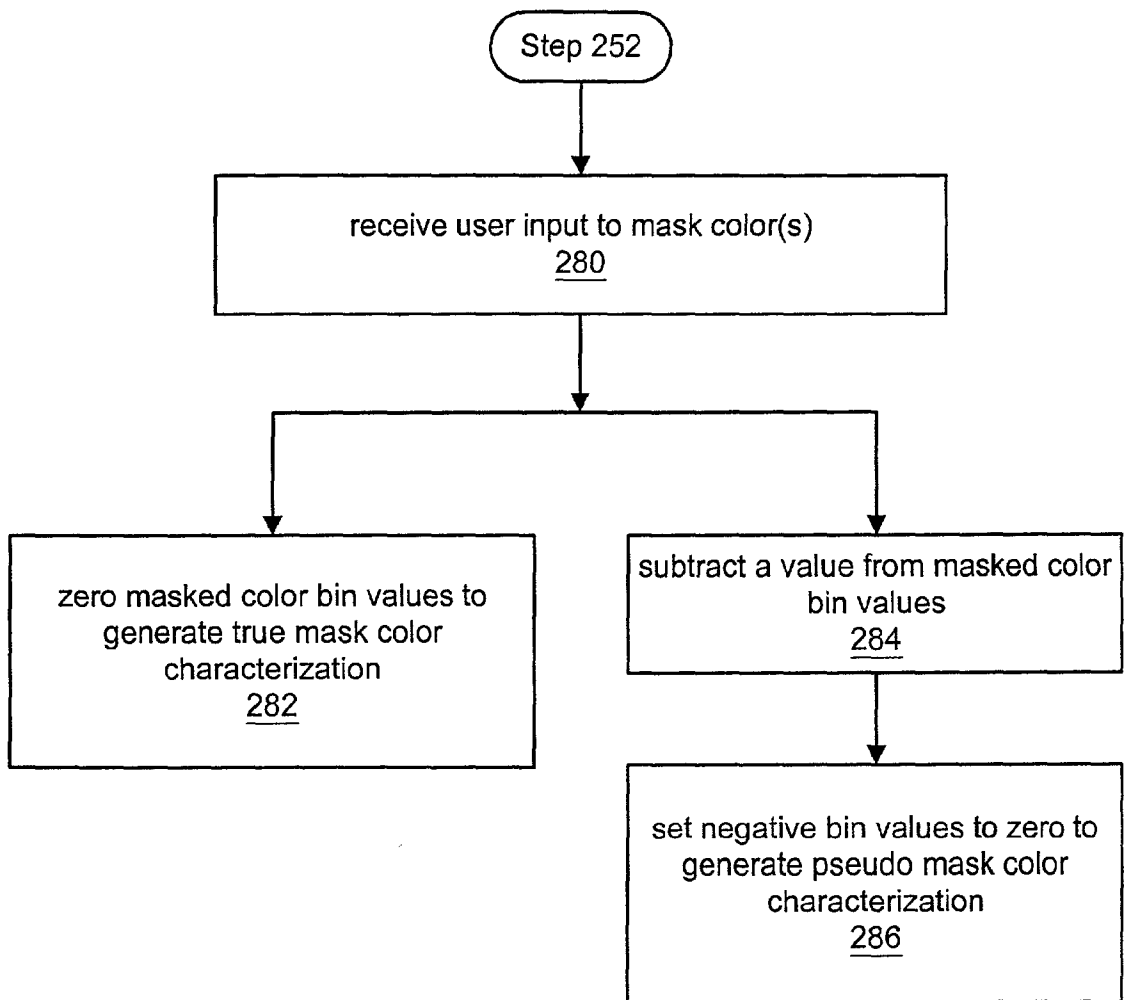 Step 252
receive user input to mask color(s)
280
zero masked color bin values to
generate true mask color
characterization
282
subtract a value from masked color
bin values
284
set negative bin values to zero to
generate pseudo mask color
characterization
286